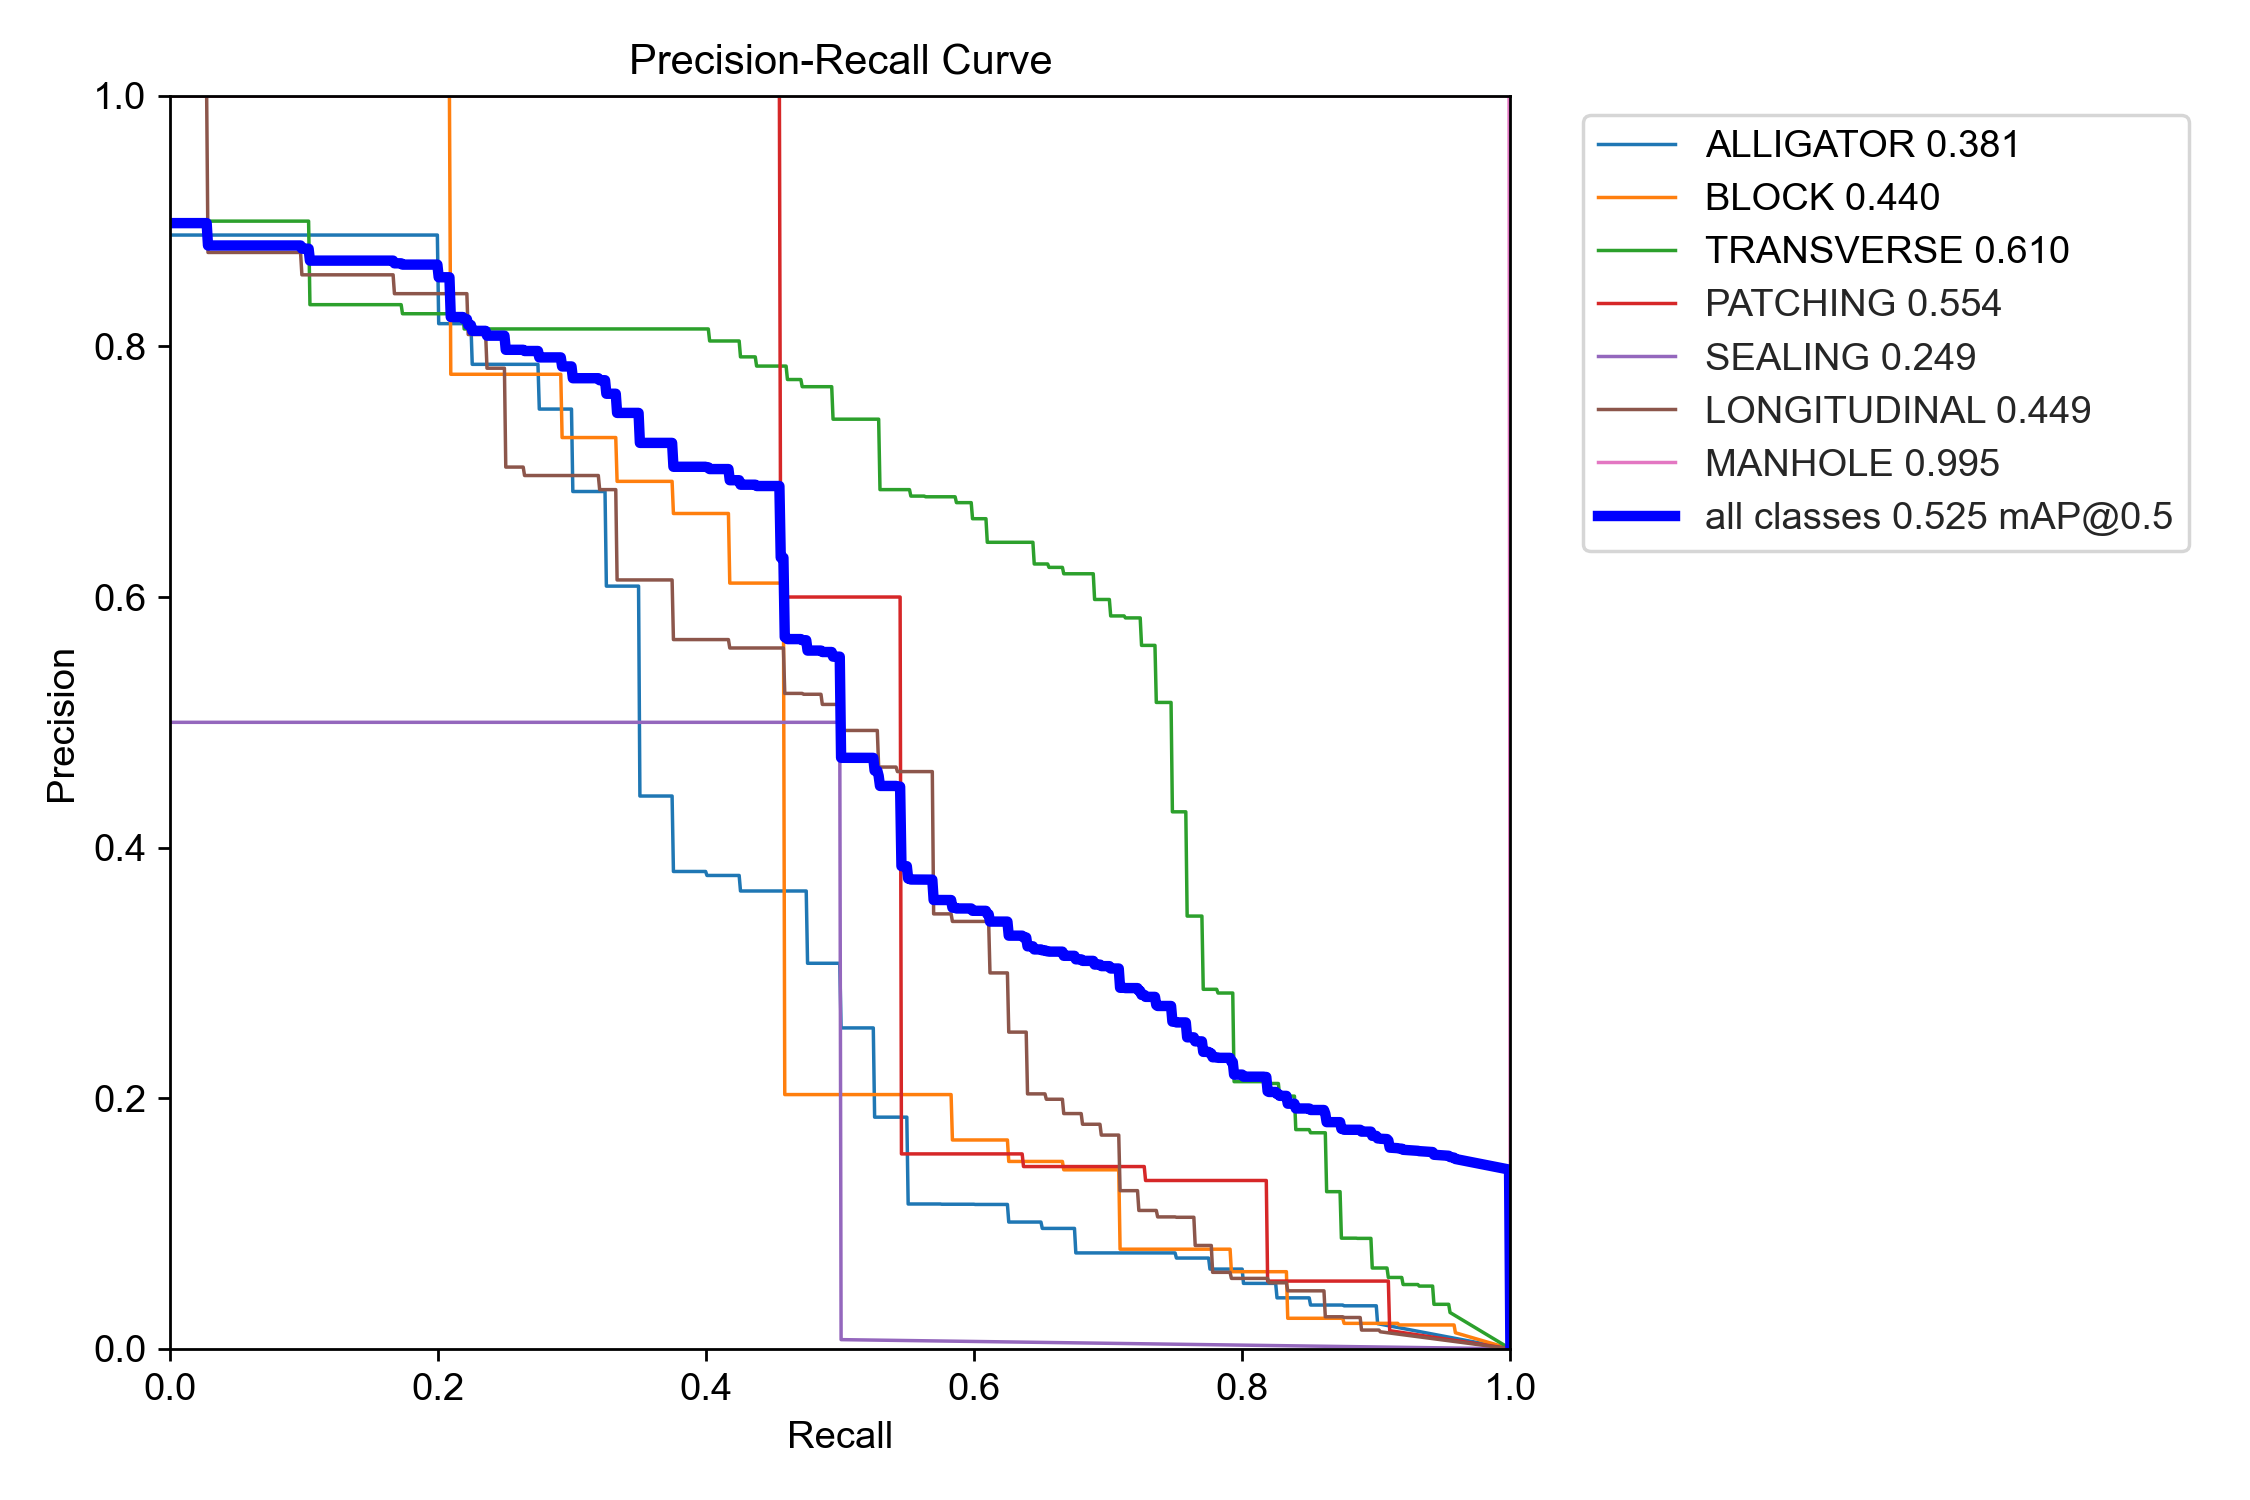 Precision-Recall Curve
1.0
0.8
0.6
0.4
0.2
0.0
Precision
0.0 0.2 0.4 0.6 0.8 1.0
Recall
ALLIGATOR 0.381
BLOCK 0.440
TRANSVERSE 0.610
PATCHING 0.554
SEALING 0.249
LONGITUDINAL 0.449
MANHOLE 0.995
all classes 0.525 mAP@0.5